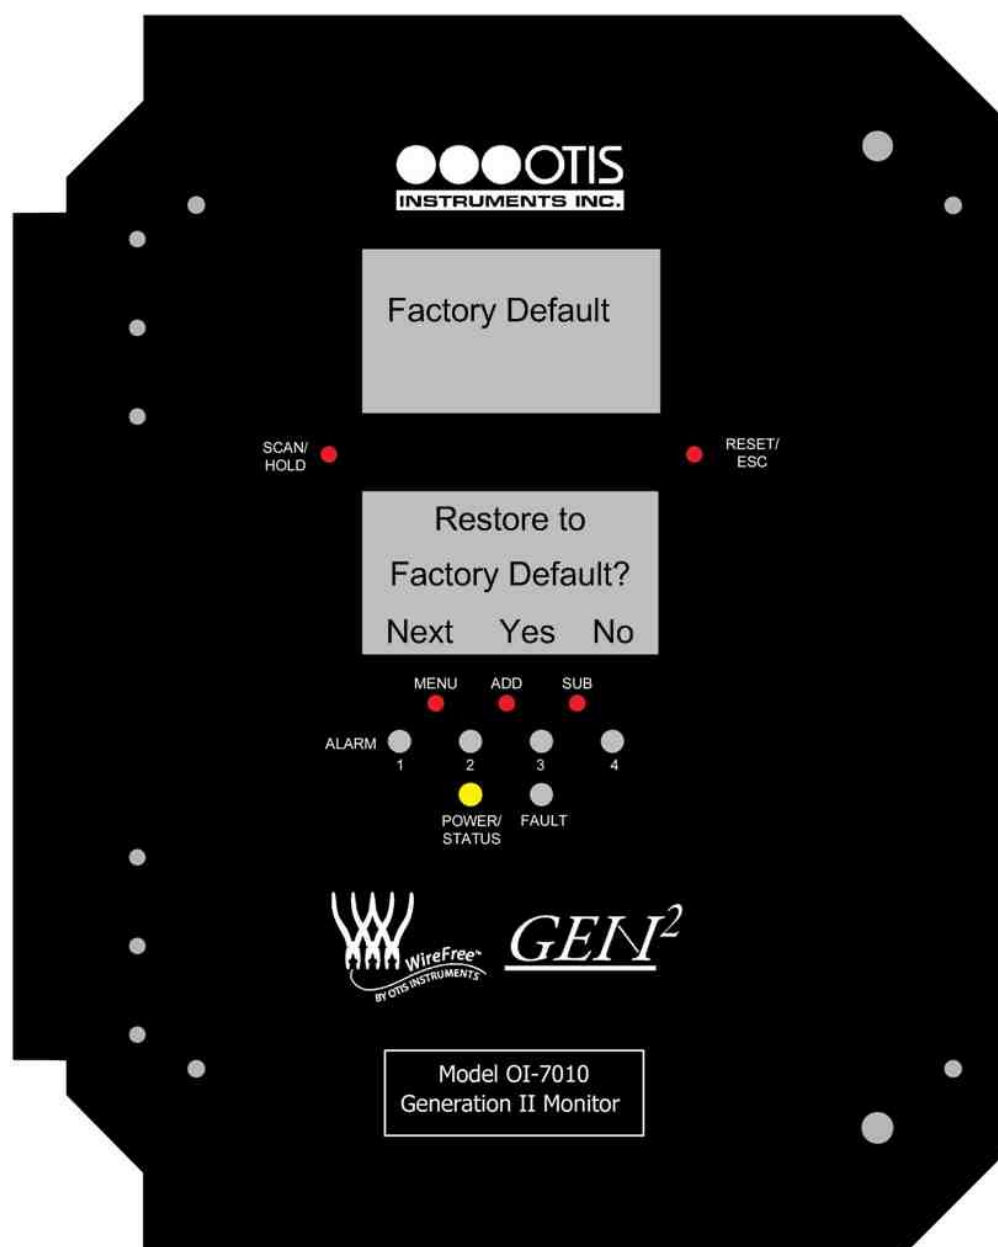 OTIS
INSTRUMENTS INC.
Factory Default
SCAN/
HOLD
RESET/
ESC
Restore to
Factory Default?
Next Yes No
MENU ADD SUB
ALARM
1 2 3 4
POWER/
STATUS
FAULT
WireFree™
BY OTIS INSTRUMENTS
GEN²
Model OI-7010
Generation II Monitor